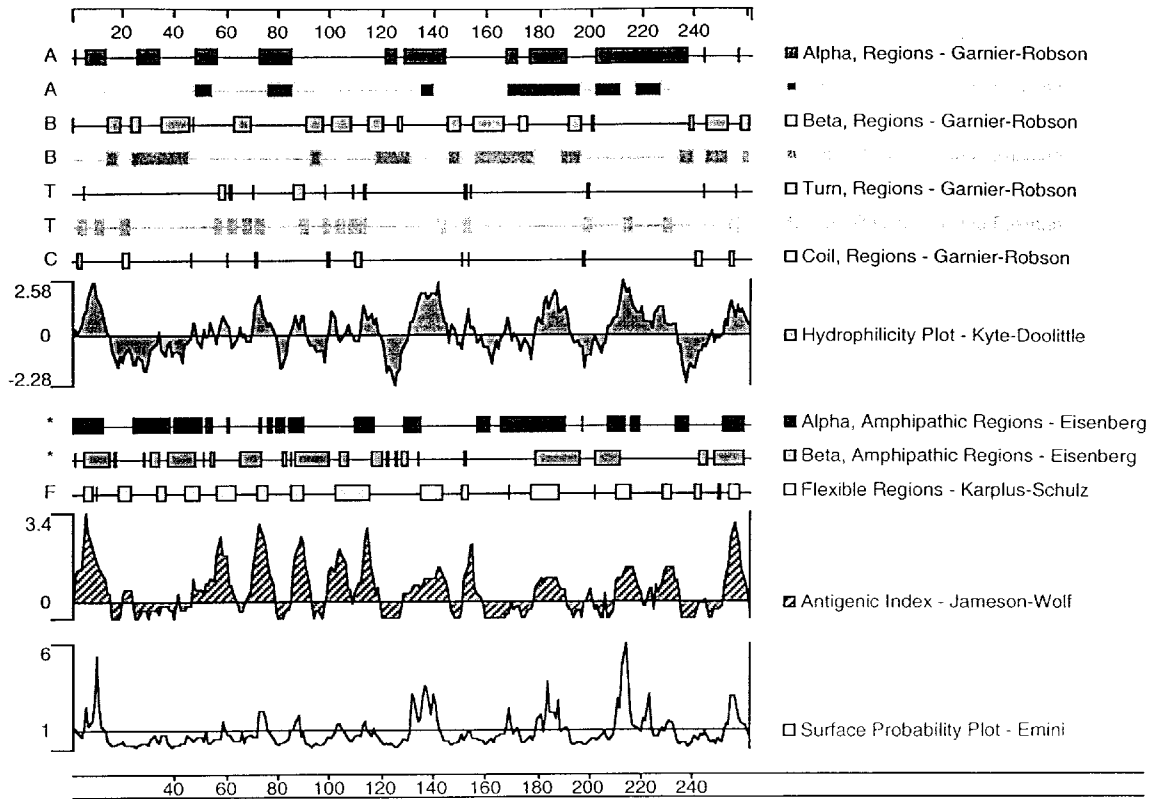 20 40 60 80 100 120 140 160 180 200 220 240
A Alpha, Regions - Garnier-Robson
A
B Beta, Regions - Garnier-Robson
B
T Turn, Regions - Garnier-Robson
T
C Coil, Regions - Garnier-Robson
2.58
0 Hydrophilicity Plot - Kyte-Doolittle
-2.28
* Alpha, Amphipathic Regions - Eisenberg
* Beta, Amphipathic Regions - Eisenberg
F Flexible Regions - Karplus-Schulz
3.4
0 Antigenic Index - Jameson-Wolf
6
1 Surface Probability Plot - Emini
40 60 80 100 120 140 160 180 200 220 240